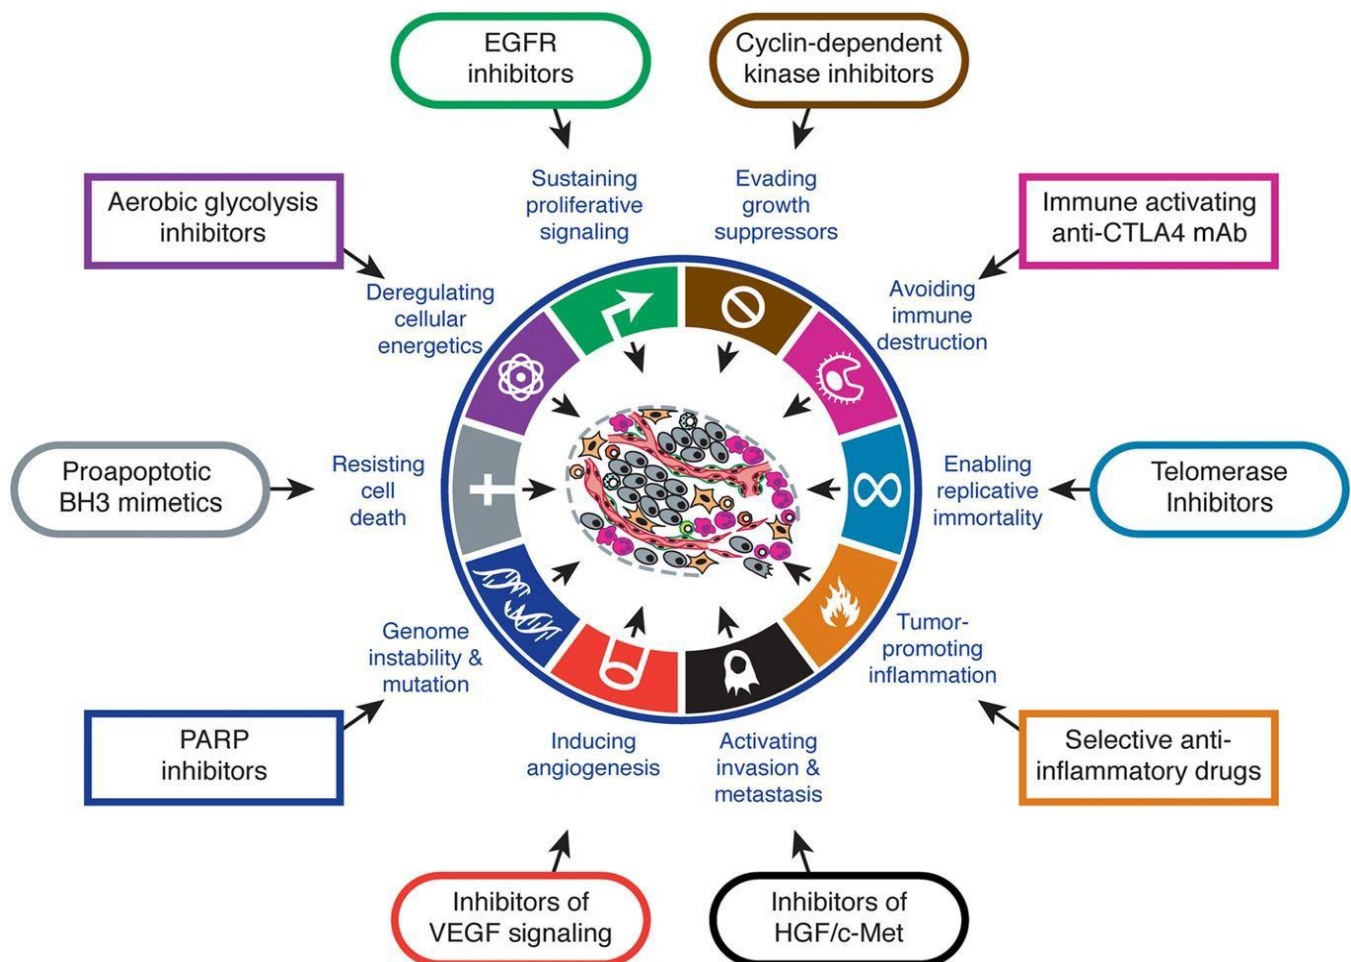 EGFR
inhibitors
Cyclin-dependent
kinase inhibitors
Sustaining
proliferative
signaling
Evading
growth
suppressors
Aerobic glycolysis
inhibitors
Immune activating
anti-CTLA4 mAb
Deregulating
cellular
energetics
Avoiding
immune
destruction
Proapoptotic
BH3 mimetics
Resisting
cell
death
Enabling
replicative
immortality
Telomerase
Inhibitors
Genome
instability &
mutation
Tumor-
promoting
inflammation
PARP
inhibitors
Inducing
angiogenesis
Activating
invasion &
metastasis
Selective anti-
inflammatory drugs
Inhibitors of
VEGF signaling
Inhibitors of
HGF/c-Met